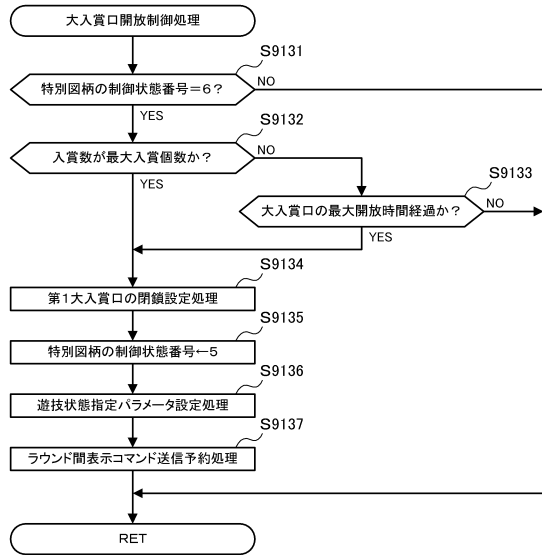 大入賞口開放制御処理
S9131
特別図柄の制御状態番号＝6？
NO
YES
S9132
入賞数が最大入賞個数か？
NO
YES
S9133
大入賞口の最大開放時間経過か？
NO
YES
S9134
第1大入賞口の閉鎖設定処理
S9135
特別図柄の制御状態番号←5
S9136
遊技状態指定パラメータ設定処理
S9137
ラウンド間表示コマンド送信予約処理
RET